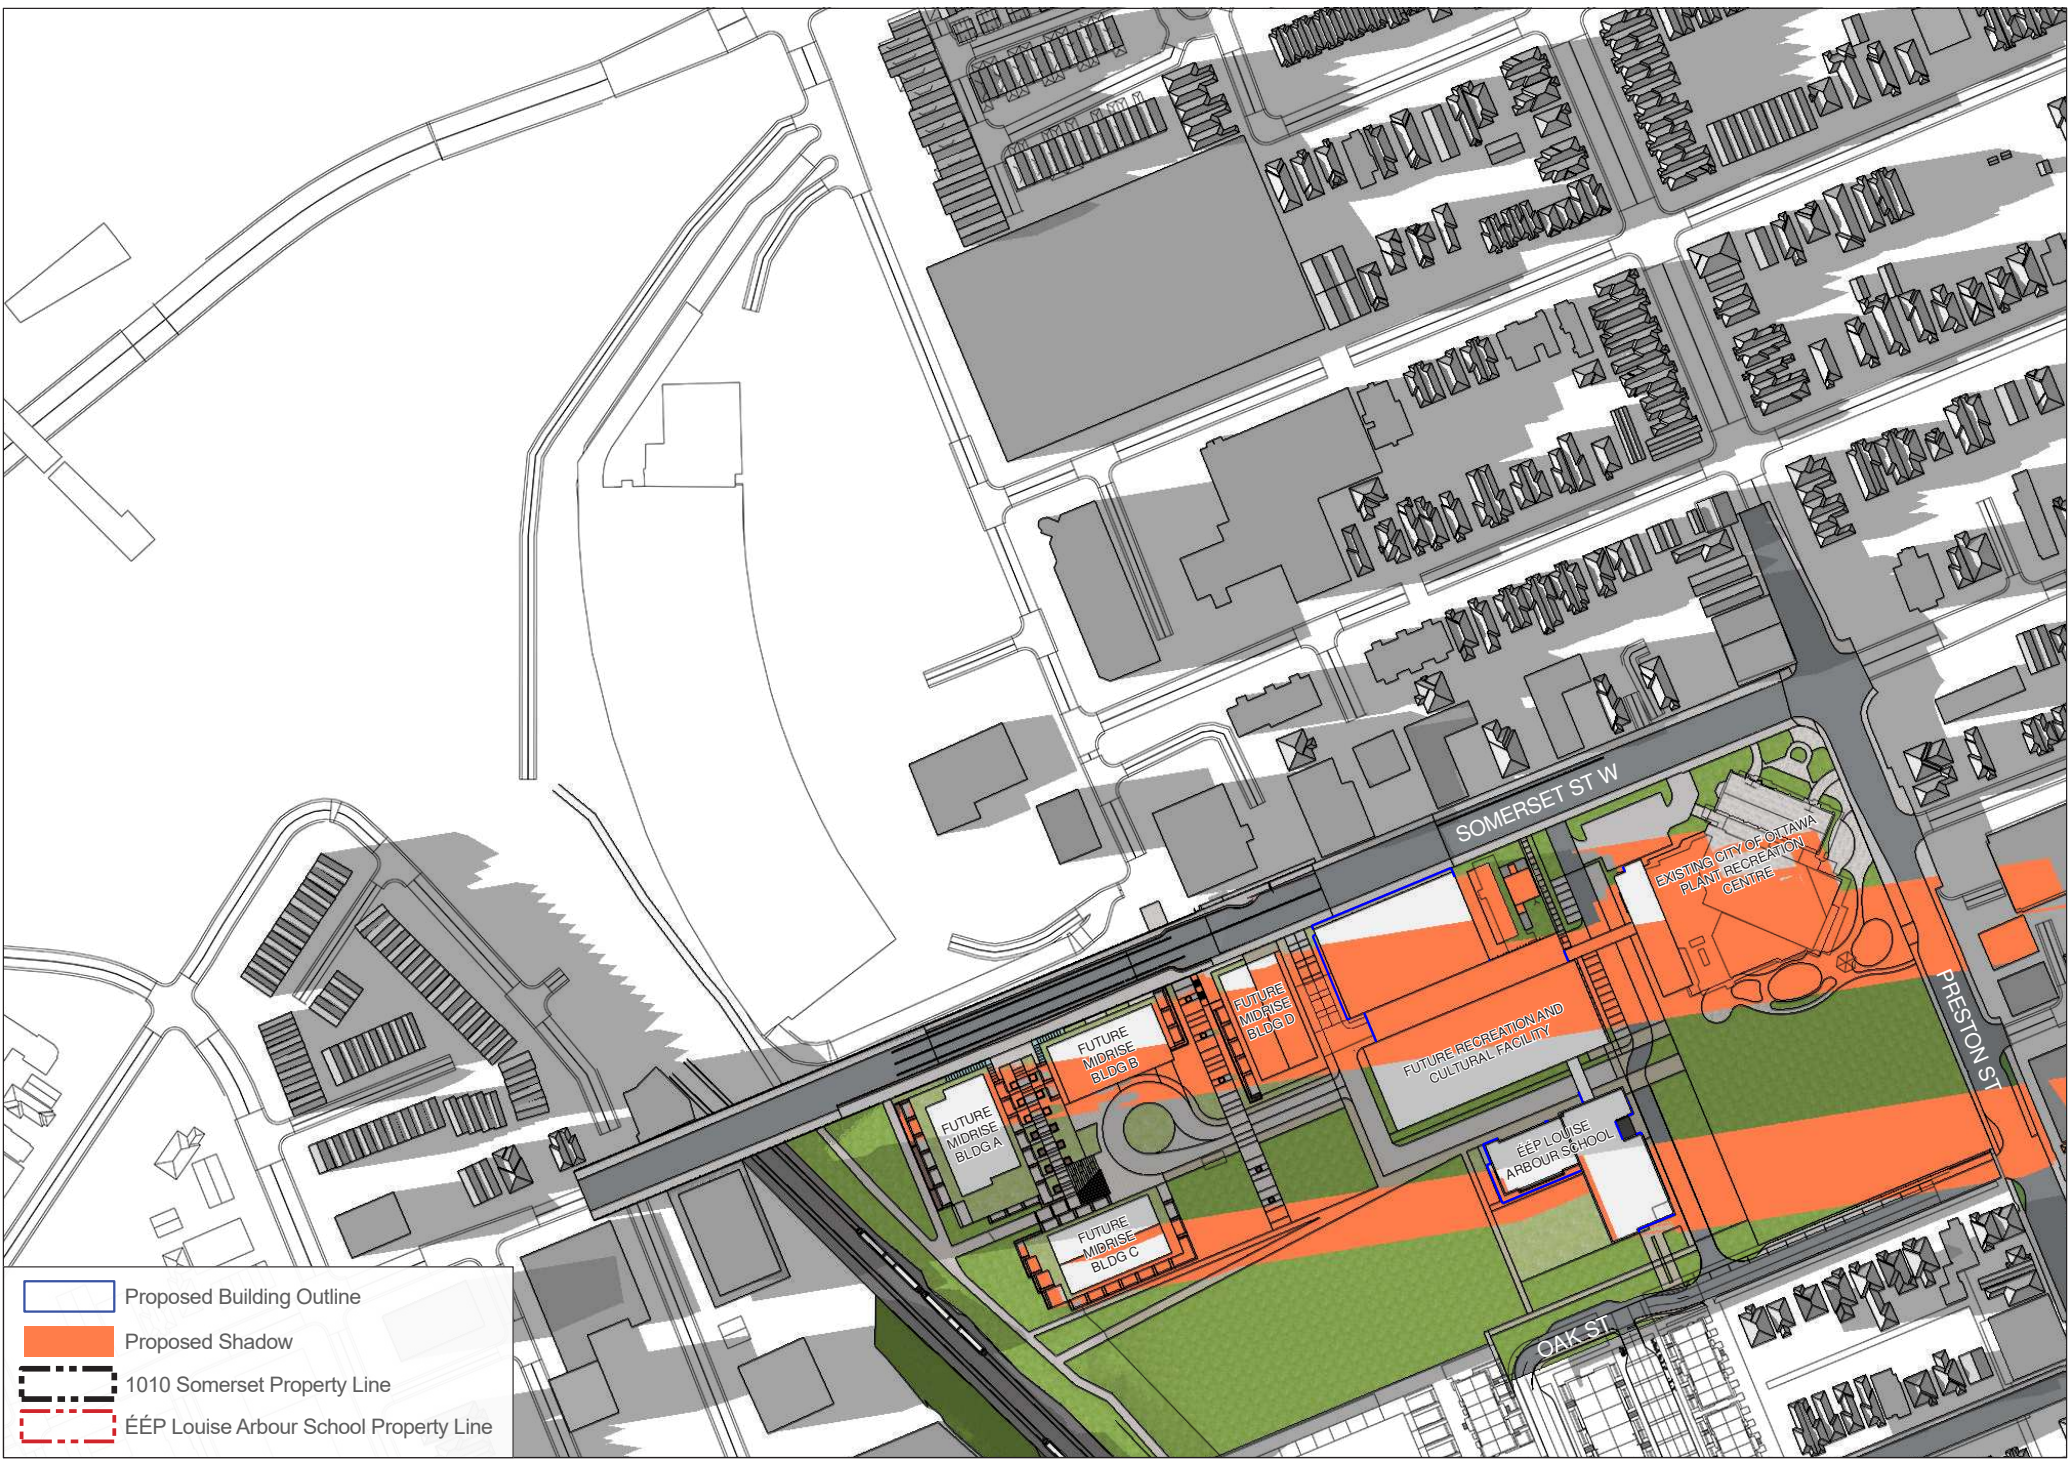 SOMERSET ST W
EXISTING CITY OF OTTAWA
PLANT RECREATION
CENTRE
PRESTON ST
FUTURE
MIDRISE
BLDG D
FUTURE RECREATION AND
CULTURAL FACILITY
FUTURE
MIDRISE
BLDG B
FUTURE
MIDRISE
BLDG A
ÉÉP LOUISE
ARBOUR SCHOOL
FUTURE
MIDRISE
BLDG C
OAK ST
Proposed Building Outline
Proposed Shadow
1010 Somerset Property Line
ÉÉP Louise Arbour School Property Line